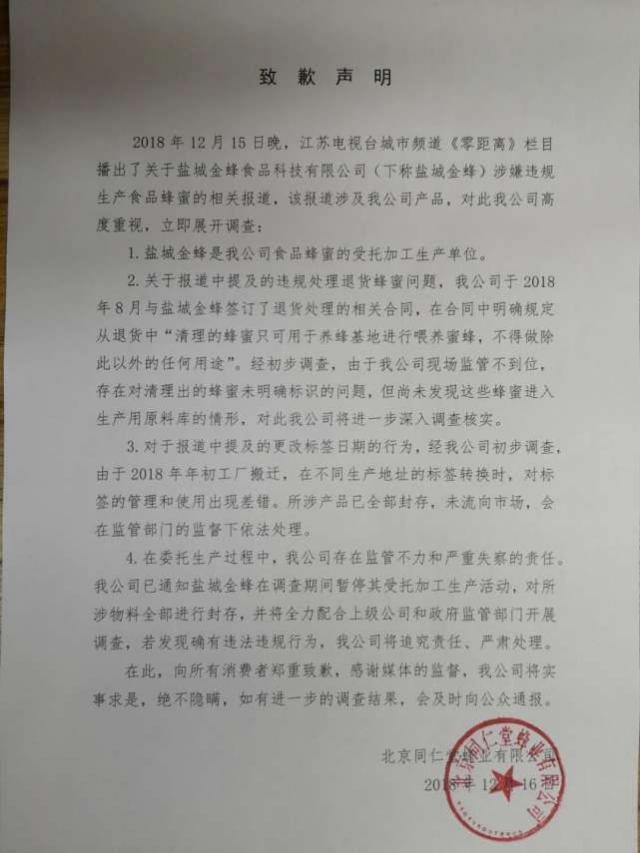 致歉声明
2018年12月15日晚，江苏电视台城市频道《零距离》栏目
播出了关于盐城金蜂食品科技有限公司（下称盐城金蜂）涉嫌违规
生产食品蜂蜜的相关报道，该报道涉及我公司产品，对此我公司高
度重视，立即展开调查：
1.盐城金蜂是我公司食品蜂蜜的受托加工生产单位。
2.关于报道中提及的违规处理退货蜂蜜问题，我公司于2018
年8月与盐城金蜂签订了退货处理的相关合同，在合同中明确规定
从退货中“清理的蜂蜜只可用于养蜂基地进行喂养蜜蜂，不得做除
此以外的任何用途”。经初步调查，由于我公司现场监管不到位，
存在对清理出的蜂蜜未明确标识的问题，但尚未发现这些蜂蜜进入
生产用原料库的情形，对此我公司将进一步深入调查核实。
3.对于报道中提及的更改标签日期的行为，经我公司初步调查，
由于2018年年初工厂搬迁，在不同生产地址的标签转换时，对标
签的管理和使用出现差错。所涉产品已全部封存，未流向市场，会
在监管部门的监督下依法处理。
4.在委托生产过程中，我公司存在监管不力和严重失察的责任。
我公司已通知盐城金蜂在调查期间暂停其受托加工生产活动，对所
涉物料全部进行封存，并将全力配合上级公司和政府监管部门开展
调查，若发现确有违法违规行为，我公司将追究责任、严肃处理。
在此，向所有消费者郑重致歉，感谢媒体的监督，我公司将实
事求是，绝不隐瞒，如有进一步的调查结果，会及时向公众通报。
北京同仁堂蜂业有限公司
2018年12月16日
北京同仁堂蜂业有限公司